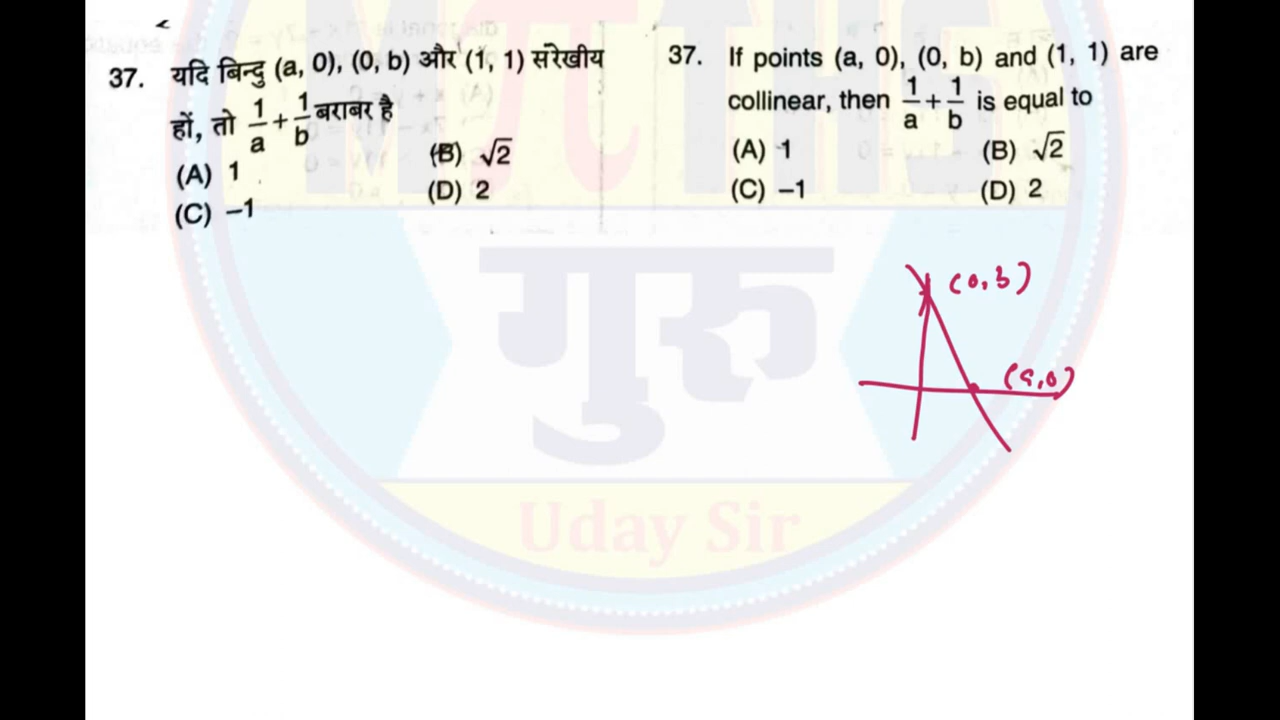 37. यदि बिन्दु (a, 0), (0, b) और (1, 1) संरेखीय
हों, तो 1/a + 1/b बराबर है
(A) 1
(B) √2
(C) –1
(D) 2
37. If points (a, 0), (0, b) and (1, 1) are
collinear, then 1/a + 1/b is equal to
(A) 1
(B) √2
(C) –1
(D) 2
(0, b)
(a, 0)
MπTHS
गुरु
Uday Sir